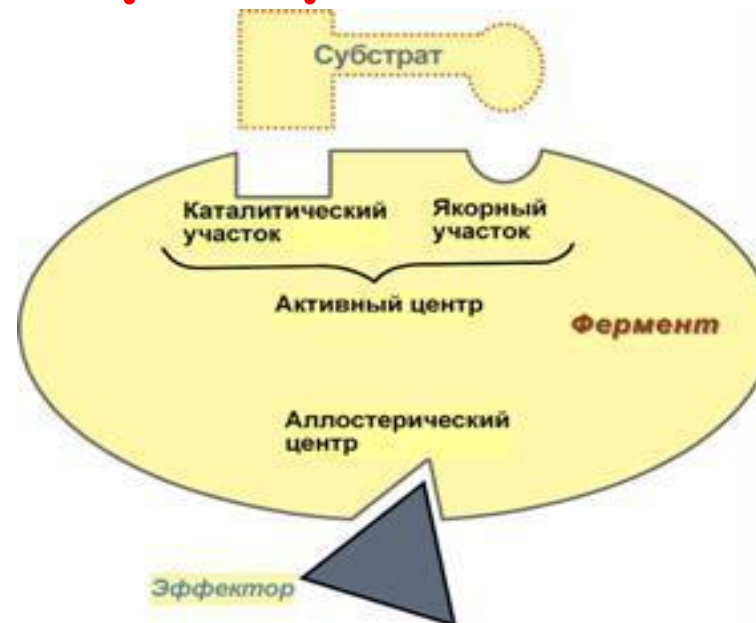 Субстрат
Каталитический
участок
Якорный
участок
Активный центр
Фермент
Аллостерический
центр
Эффектор